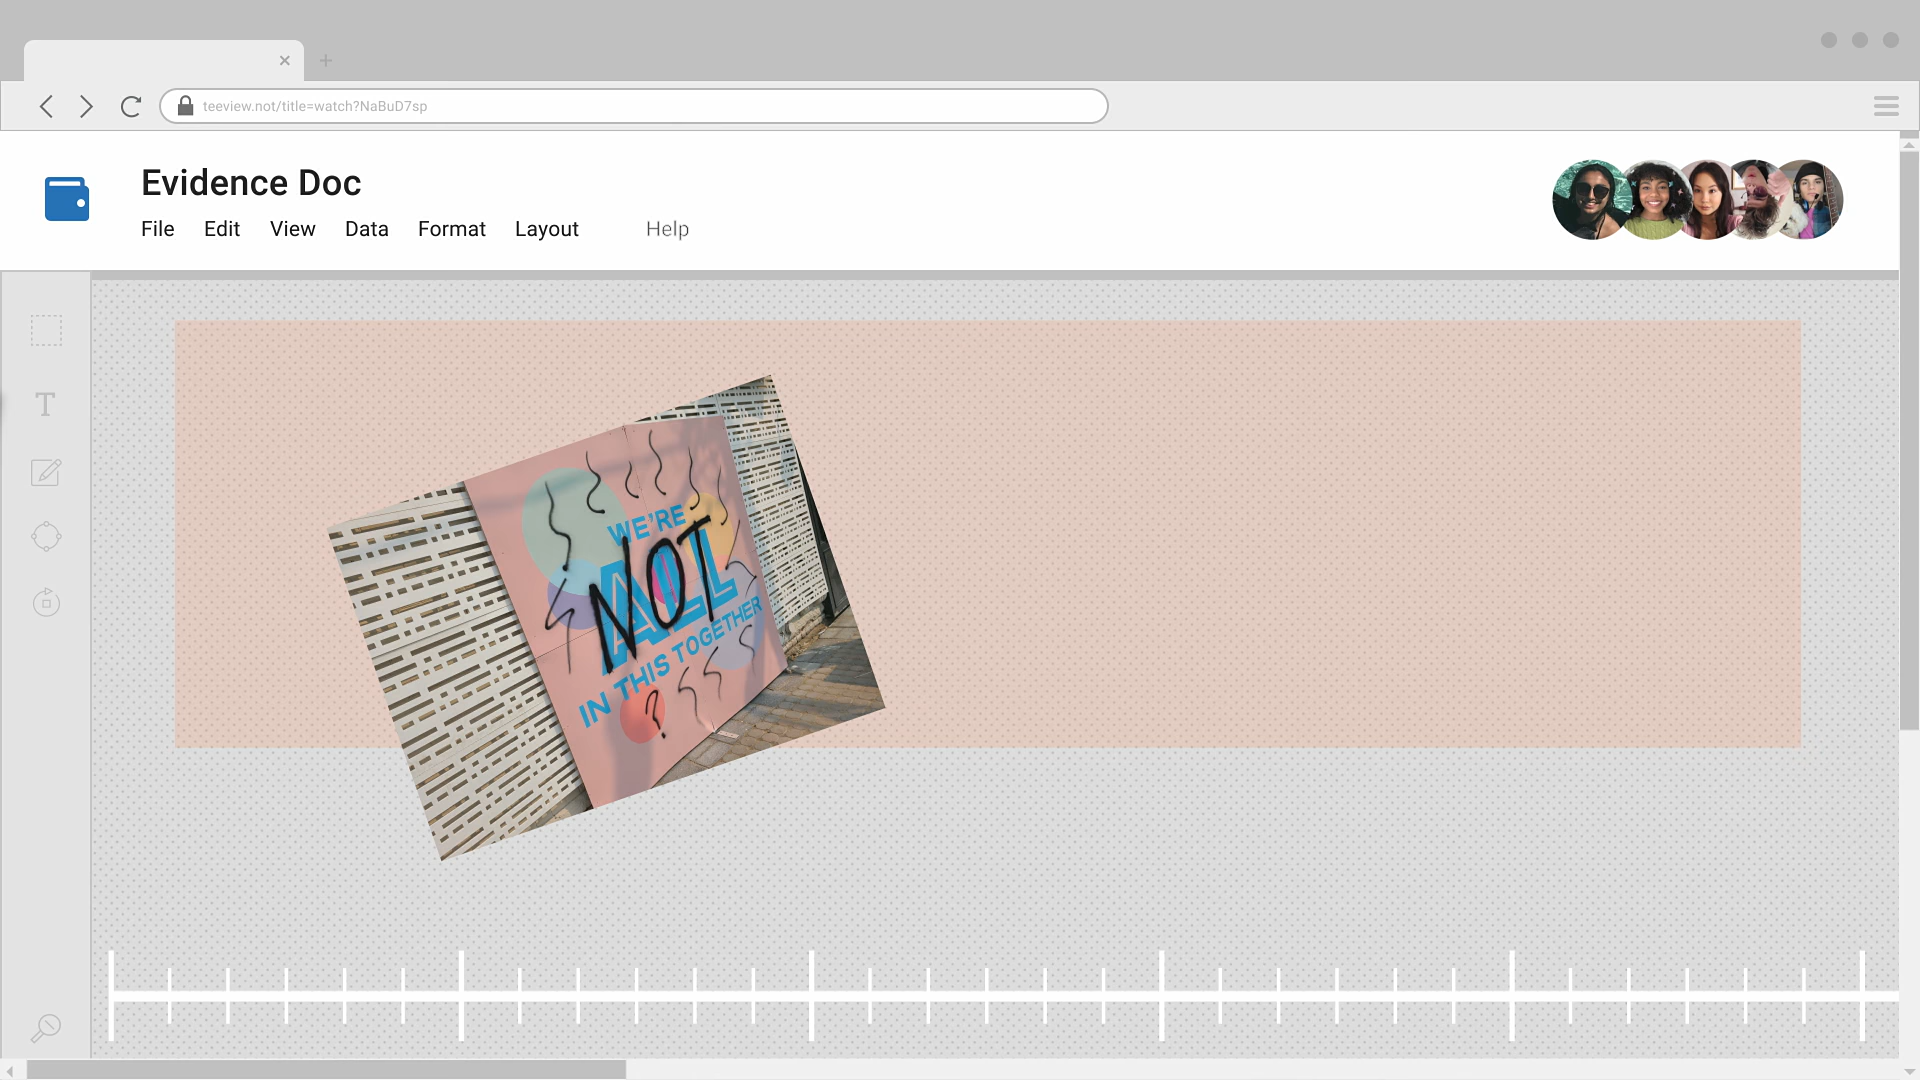 teeview.not/title=watch?NaBuD7sp
Evidence Doc
File Edit View Data Format Layout Help
T
WE'RE
NOT
ALL
IN THIS TOGETHER
?